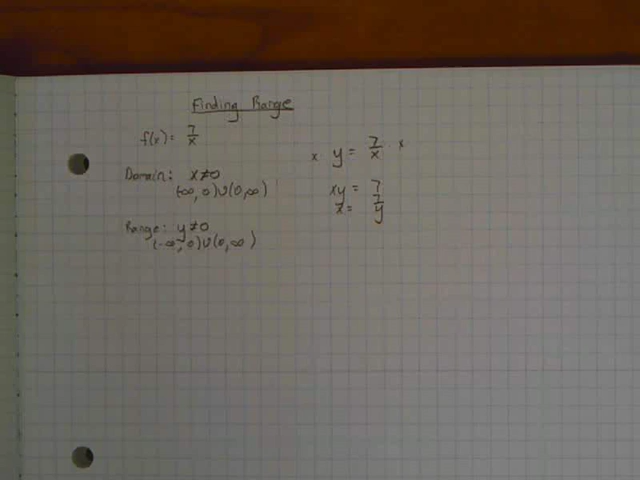 Finding Range
f(x) = 7/x
Domain: x≠0
(-∞, 0)∪(0, ∞)
Range: y≠0
(-∞, 0)∪(0, ∞)
x y = 7/x x
xy = 7
x = 7/y